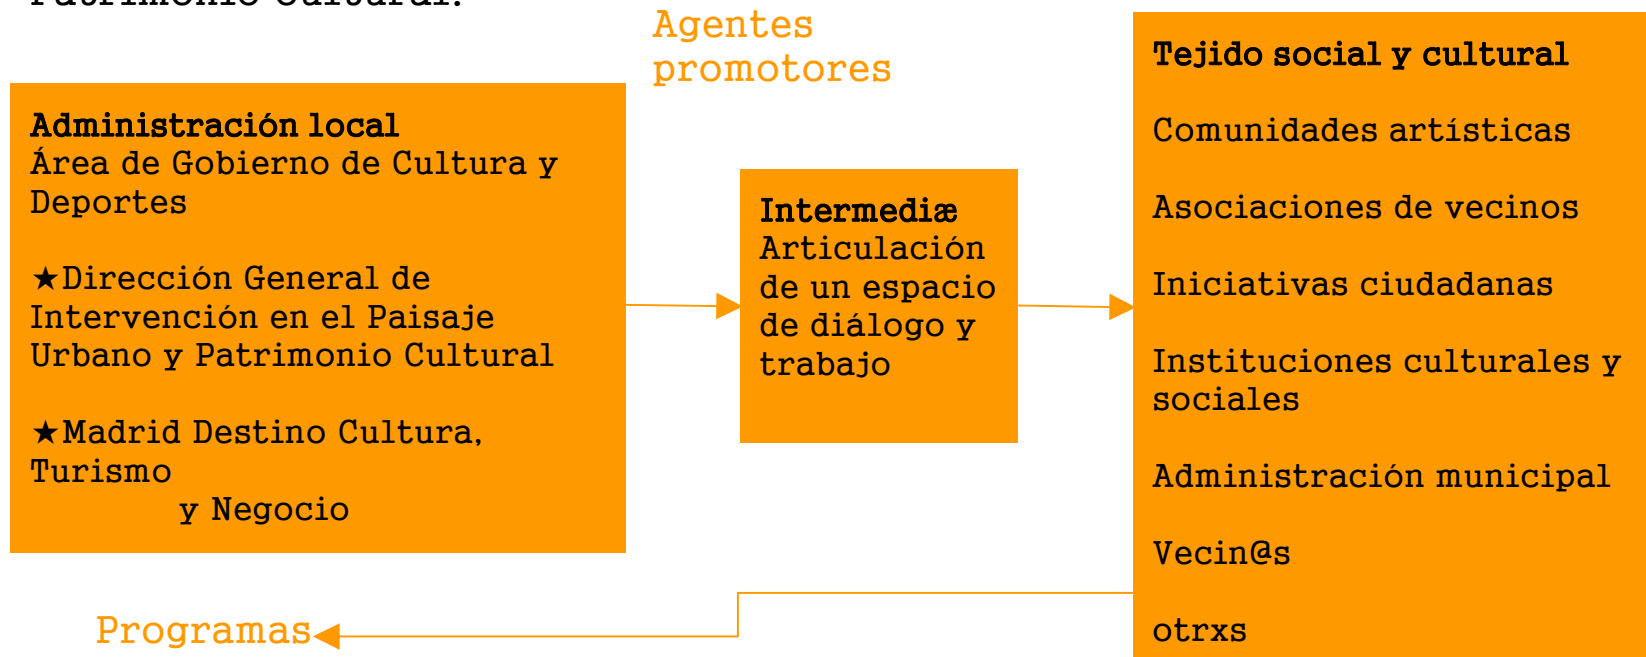 Patrimonio Cultural.
Agentes
promotores
Administración local
Área de Gobierno de Cultura y
Deportes
★Dirección General de
Intervención en el Paisaje
Urbano y Patrimonio Cultural
★Madrid Destino Cultura,
Turismo
y Negocio
Intermediæ
Articulación
de un espacio
de diálogo y
trabajo
Tejido social y cultural
Comunidades artísticas
Asociaciones de vecinos
Iniciativas ciudadanas
Instituciones culturales y
sociales
Administración municipal
Vecin@s
otrxs
Programas